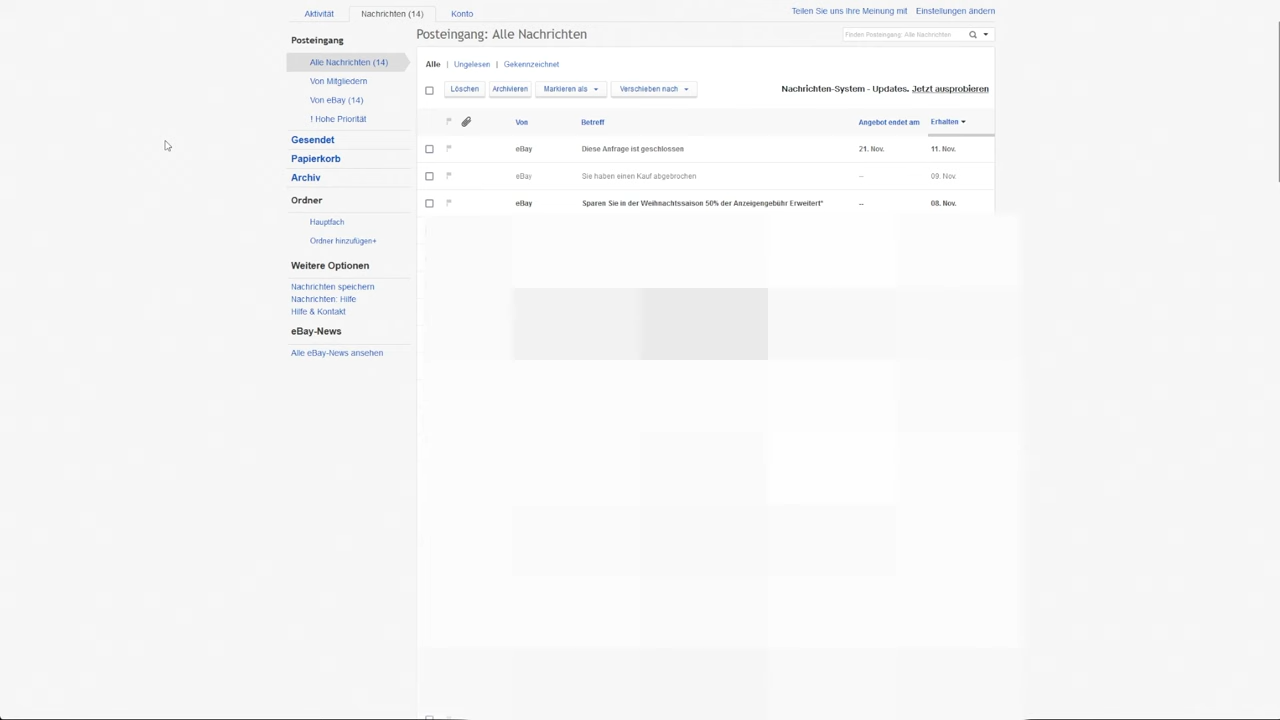 Aktivität Nachrichten (14) Konto Teilen Sie uns Ihre Meinung mit Einstellungen ändern
Posteingang
Alle Nachrichten (14)
Von Mitgliedern
Von eBay (14)
! Hohe Priorität
Gesendet
Papierkorb
Archiv
Ordner
Hauptfach
Ordner hinzufügen+
Weitere Optionen
Nachrichten speichern
Nachrichten: Hilfe
Hilfe & Kontakt
eBay-News
Alle eBay-News ansehen
Posteingang: Alle Nachrichten Finden Posteingang: Alle Nachrichten
Alle | Ungelesen | Gekennzeichnet
Löschen Archivieren Markieren als Verschieben nach Nachrichten-System - Updates. Jetzt ausprobieren
Von Betreff Angebot endet am Erhalten
eBay Diese Anfrage ist geschlossen 21. Nov. 11. Nov.
eBay Sie haben einen Kauf abgebrochen -- 09. Nov.
eBay Sparen Sie in der Weihnachtssaison 50% der Anzeigengebühr Erweitert* -- 08. Nov.